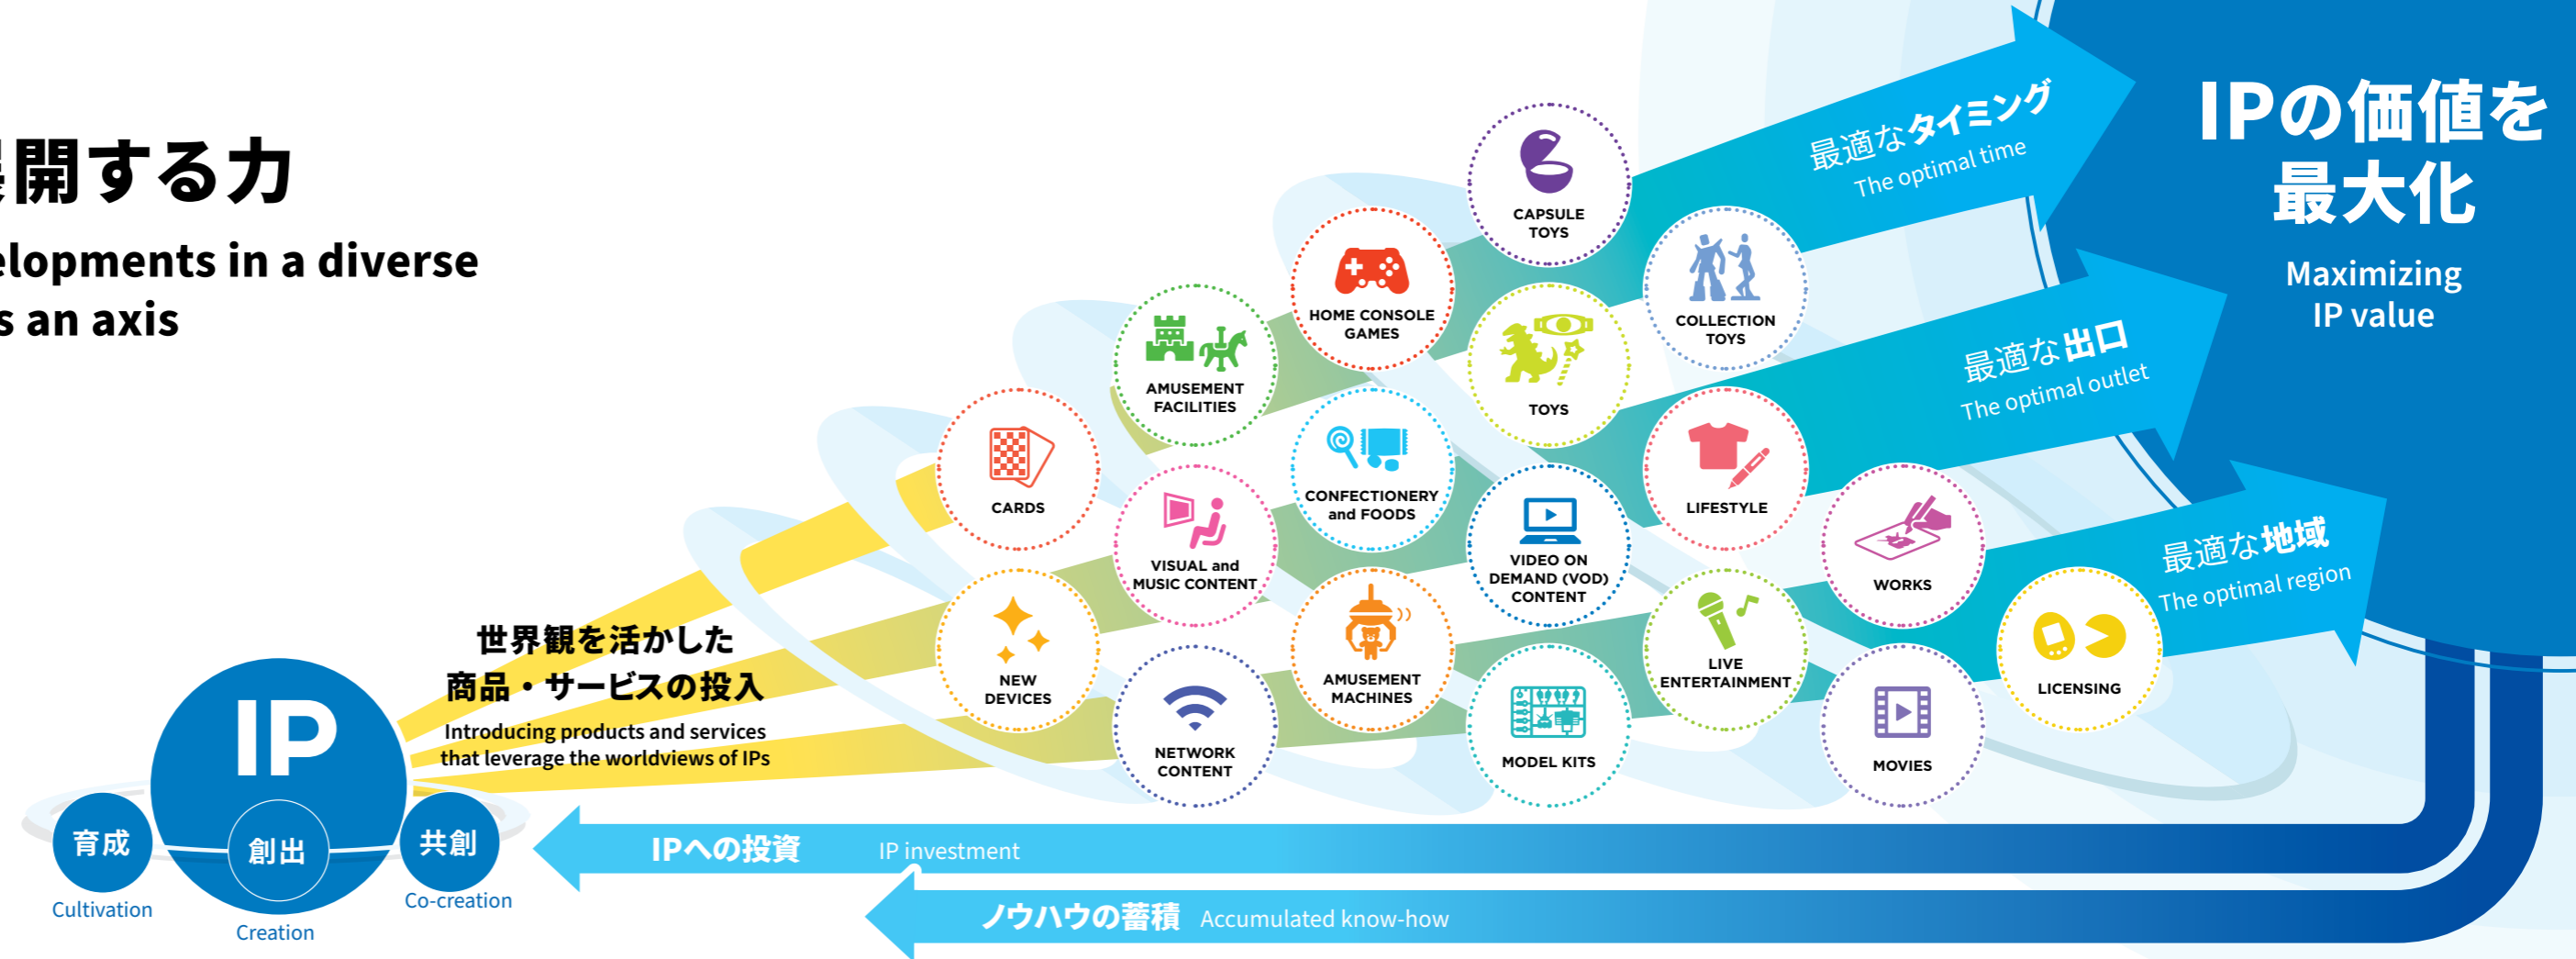 開する力
elopments in a diverse
s an axis
IP
育成
創出
共創
Cultivation
Creation
Co-creation
世界観を活かした
商品・サービスの投入
Introducing products and services
that leverage the worldviews of IPs
CARDS
NEW
DEVICES
AMUSEMENT
FACILITIES
VISUAL and
MUSIC CONTENT
NETWORK
CONTENT
HOME CONSOLE
GAMES
CONFECTIONERY
and FOODS
AMUSEMENT
MACHINES
CAPSULE
TOYS
TOYS
VIDEO ON
DEMAND (VOD)
CONTENT
MODEL KITS
COLLECTION
TOYS
LIFESTYLE
LIVE
ENTERTAINMENT
WORKS
MOVIES
LICENSING
最適なタイミング
The optimal time
最適な出口
The optimal outlet
最適な地域
The optimal region
IPの価値を
最大化
Maximizing
IP value
IPへの投資 IP investment
ノウハウの蓄積 Accumulated know-how